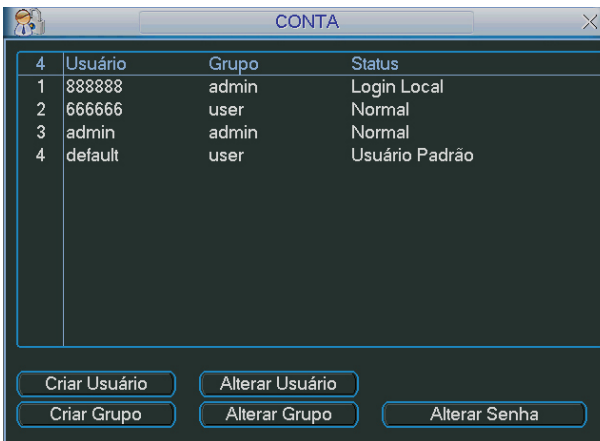 CONTA
4 Usuário Grupo Status
1 888888 admin Login Local
2 666666 user Normal
3 admin admin Normal
4 default user Usuário Padrão
Criar Usuário Alterar Usuário
Criar Grupo Alterar Grupo Alterar Senha